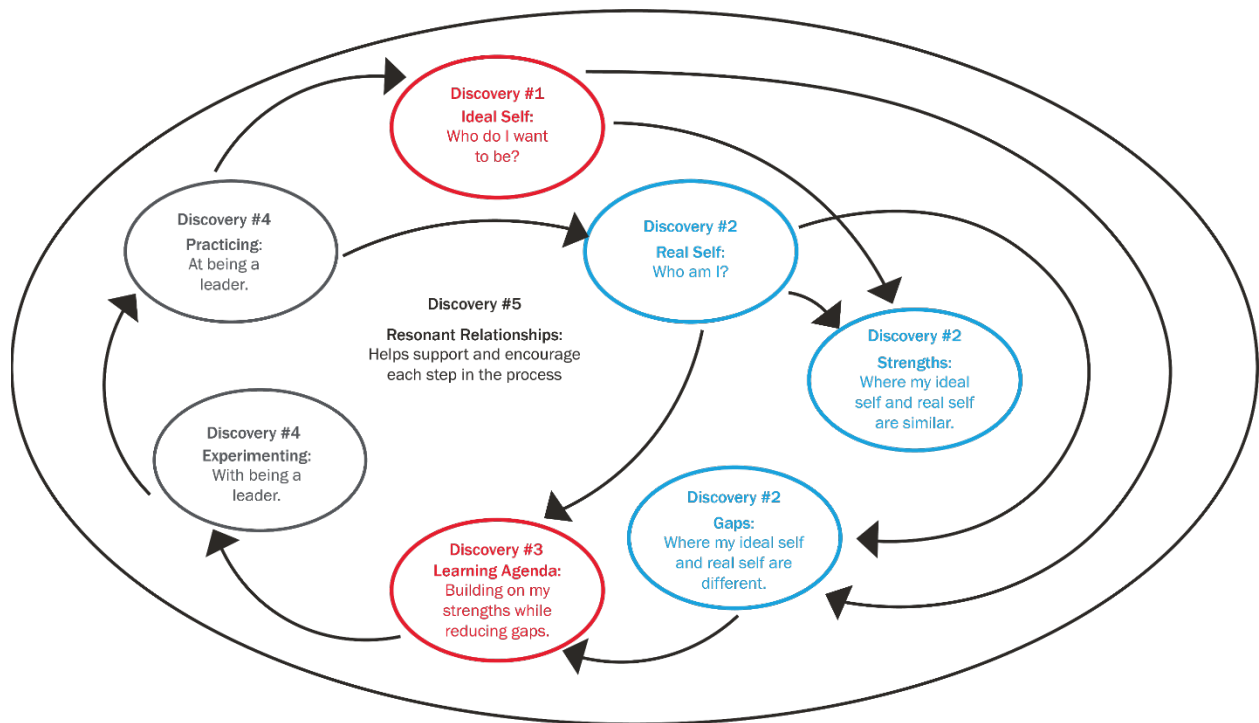 Discovery #1
Ideal Self:
Who do I want
to be?
Discovery #4
Practicing:
At being a
leader.
Discovery #2
Real Self:
Who am I?
Discovery #5
Resonant Relationships:
Helps support and encourage
each step in the process
Discovery #2
Strengths:
Where my ideal
self and real self
are similar.
Discovery #4
Experimenting:
With being a
leader.
Discovery #2
Gaps:
Where my ideal self
and real self are
different.
Discovery #3
Learning Agenda:
Building on my
strengths while
reducing gaps.